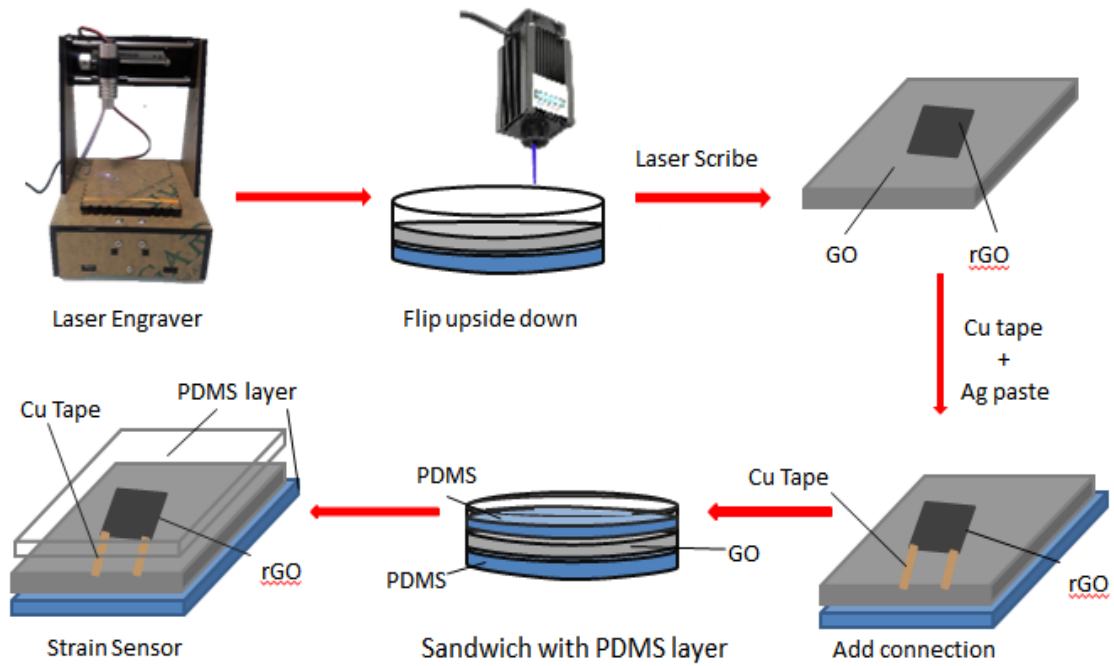 Laser Scribe
GO
rGO
Laser Engraver
Flip upside down
Cu tape
+
Ag paste
PDMS layer
Cu Tape
rGO
Strain Sensor
PDMS
GO
PDMS
Sandwich with PDMS layer
Cu Tape
rGO
Add connection